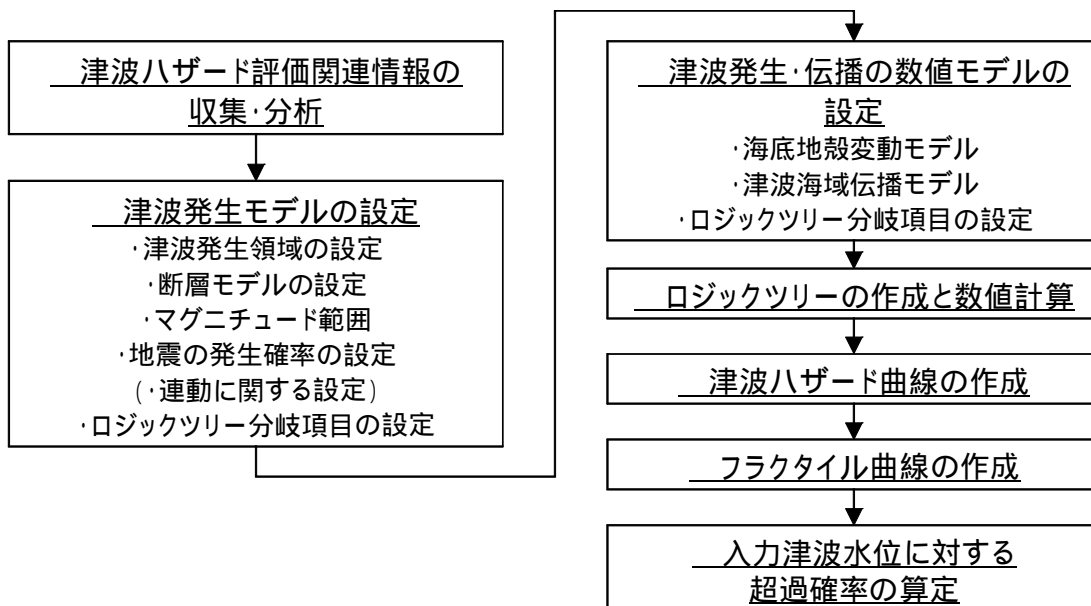 津波ハザード評価関連情報の
収集・分析
津波発生モデルの設定
・津波発生領域の設定
・断層モデルの設定
・マグニチュード範囲
・地震の発生確率の設定
(・連動に関する設定)
・ロジックツリー分岐項目の設定
津波発生・伝播の数値モデルの
設定
・海底地殻変動モデル
・津波海域伝播モデル
・ロジックツリー分岐項目の設定
ロジックツリーの作成と数値計算
津波ハザード曲線の作成
フラクタイル曲線の作成
入力津波水位に対する
超過確率の算定